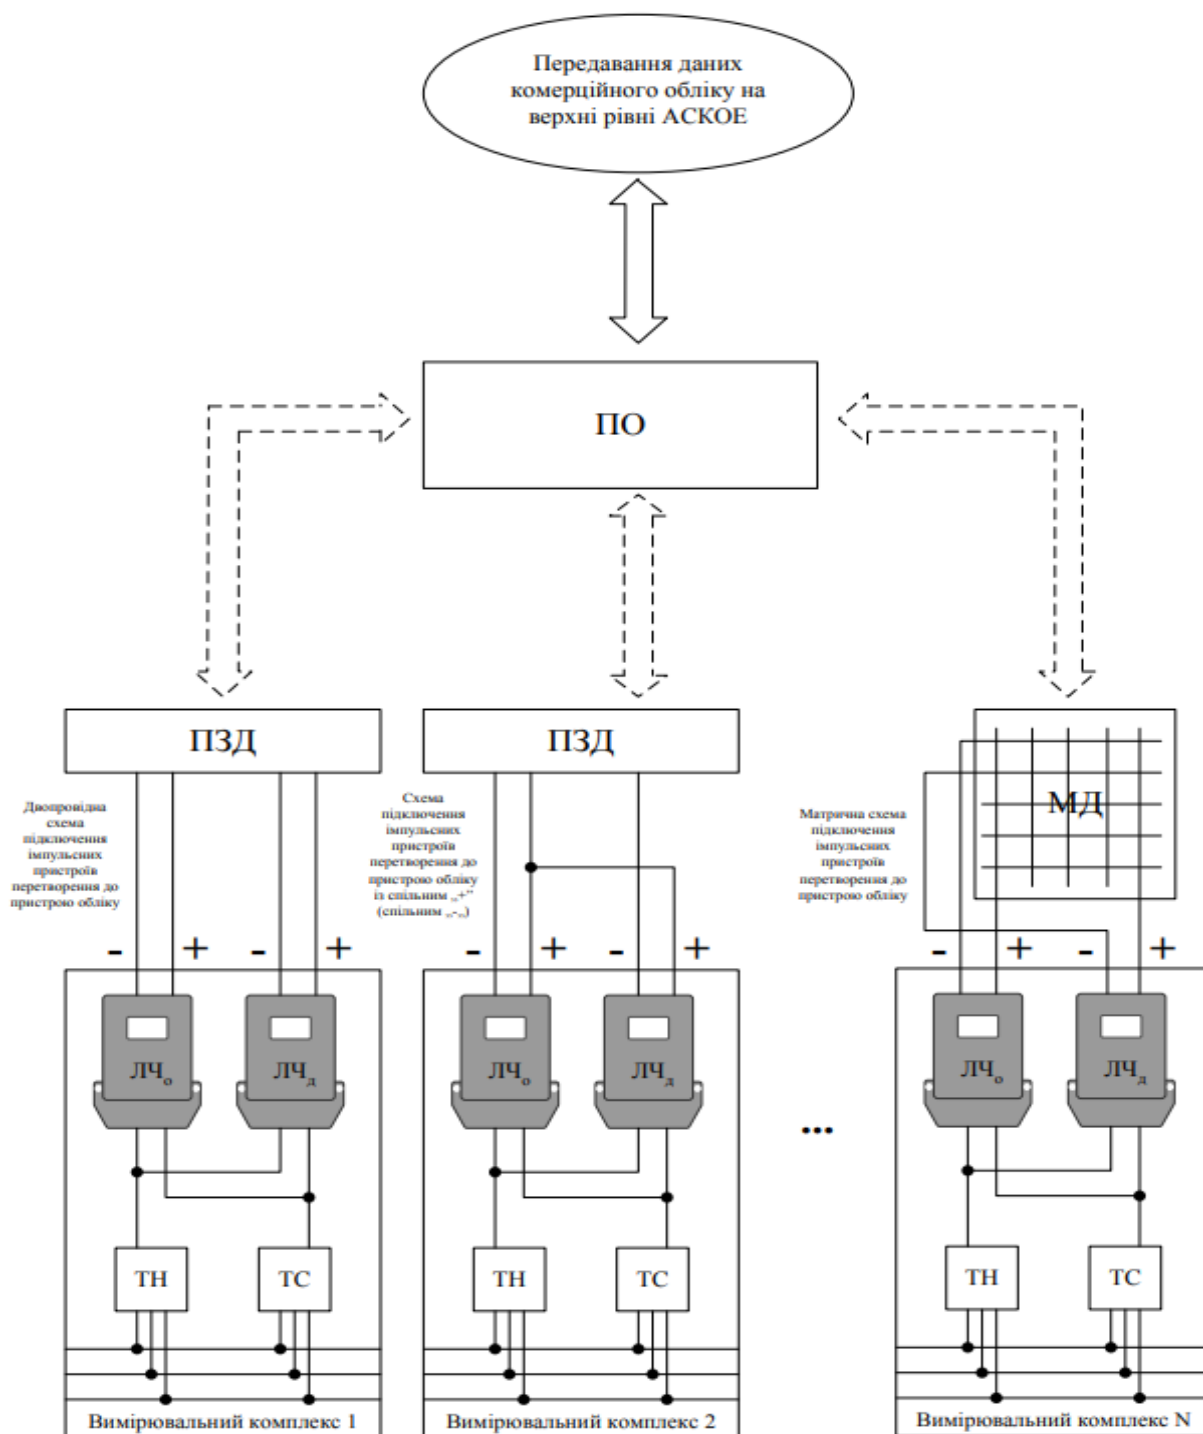 Передавання даних
комерційного обліку на
верхні рівні АСКОЕ
ПО
ПЗД
ПЗД
МД
Двопровідна
схема
підключення
імпульсних
пристроїв
перетворення до
пристрою обліку
Схема
підключення
імпульсних
пристроїв
перетворення до
пристрою обліку
із спільним „+”
(спільним „-„)
Матрична схема
підключення
імпульсних
пристроїв
перетворення до
пристрою обліку
- + - +
- + - +
- + - +
ЛЧо ЛЧд
ЛЧо ЛЧд
...
ЛЧо ЛЧд
ТН ТС
ТН ТС
ТН ТС
Вимірювальний комплекс 1
Вимірювальний комплекс 2
Вимірювальний комплекс N